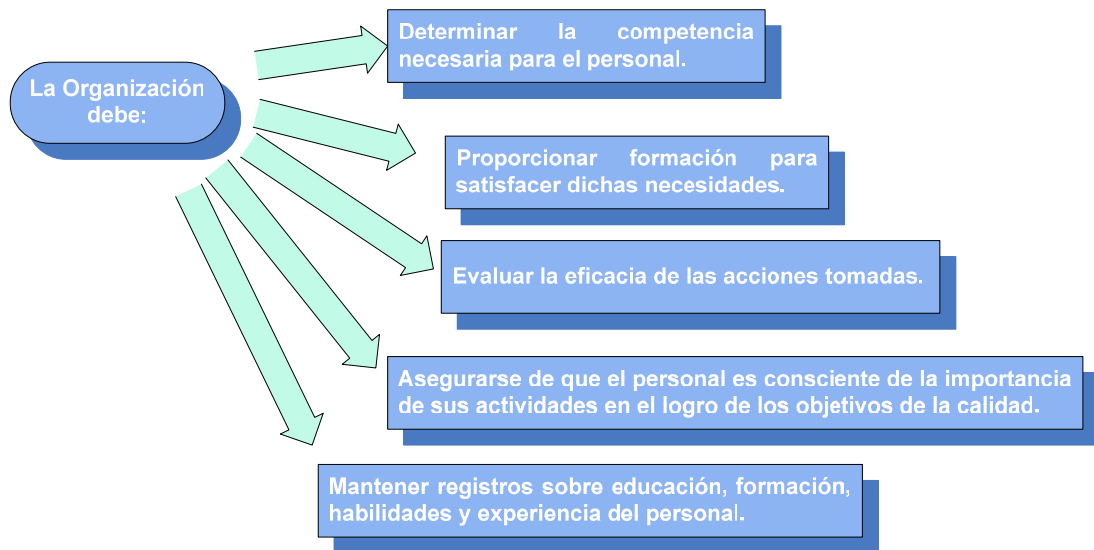 La Organización
debe:
Determinar la competencia
necesaria para el personal.
Proporcionar formación para
satisfacer dichas necesidades.
Evaluar la eficacia de las acciones tomadas.
Asegurarse de que el personal es consciente de la importancia
de sus actividades en el logro de los objetivos de la calidad.
Mantener registros sobre educación, formación,
habilidades y experiencia del personal.